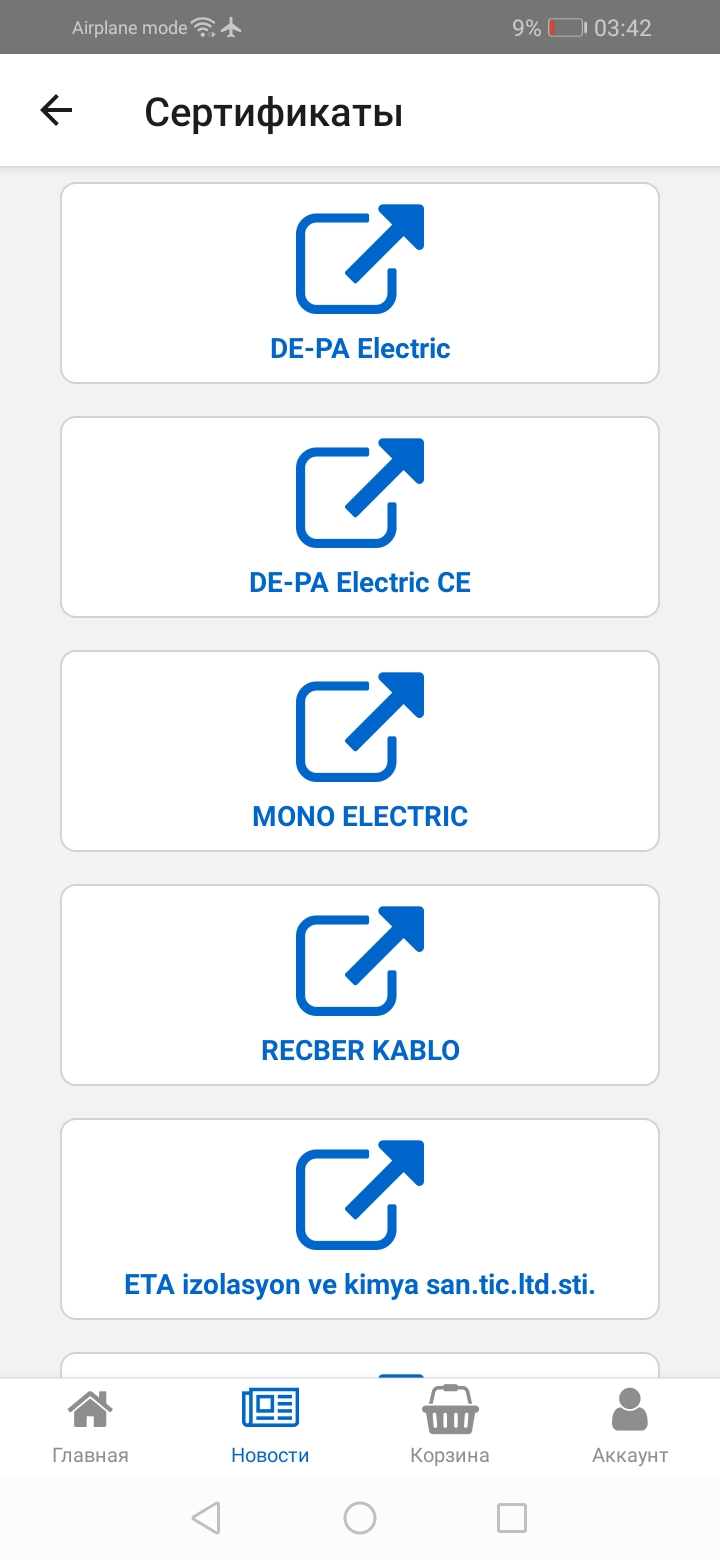 Airplane mode
9%
03:42
Сертификаты
DE-PA Electric
DE-PA Electric CE
MONO ELECTRIC
RECBER KABLO
ETA izolasyon ve kimya san.tic.ltd.sti.
Главная
Новости
Корзина
Аккаунт